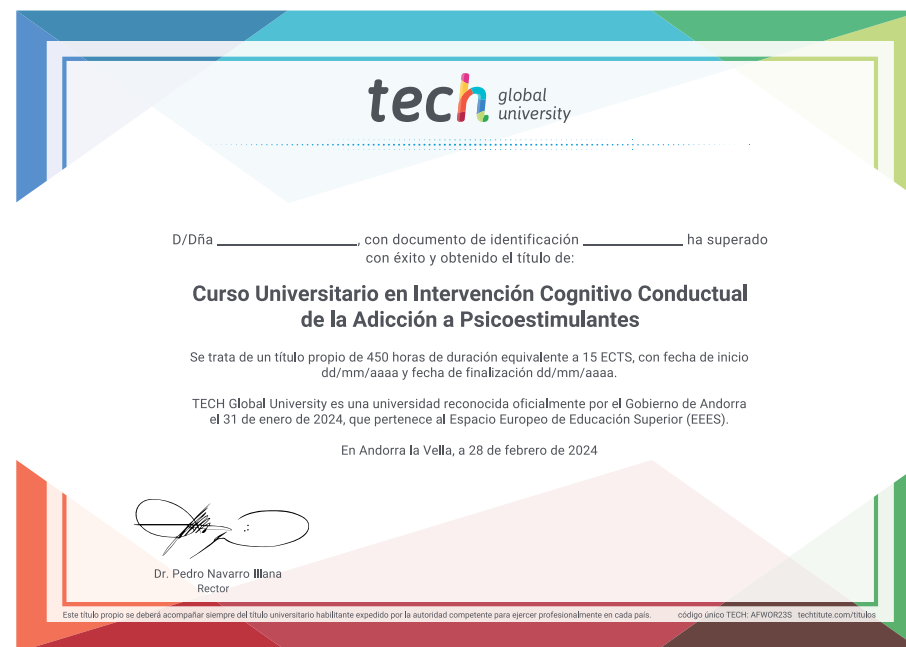 tech global university
D/Dña ____________________, con documento de identificación ______________ ha superado
con éxito y obtenido el título de:
Curso Universitario en Intervención Cognitivo Conductual
de la Adicción a Psicoestimulantes
Se trata de un título propio de 450 horas de duración equivalente a 15 ECTS, con fecha de inicio
dd/mm/aaaa y fecha de finalización dd/mm/aaaa.
TECH Global University es una universidad reconocida oficialmente por el Gobierno de Andorra
el 31 de enero de 2024, que pertenece al Espacio Europeo de Educación Superior (EEES).
En Andorra la Vella, a 28 de febrero de 2024
Dr. Pedro Navarro Illana
Rector
Este título propio se deberá acompañar siempre del título universitario habilitante expedido por la autoridad competente para ejercer profesionalmente en cada país. código único TECH: AFWOR23S techtitute.com/titulos